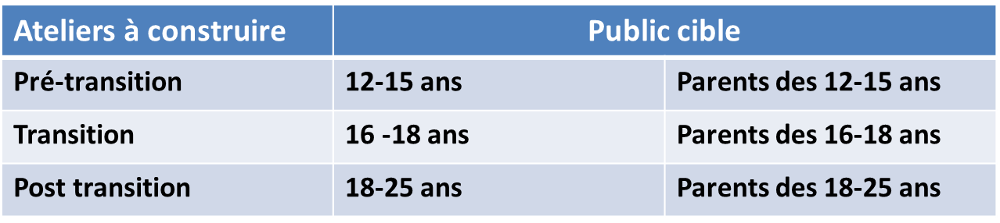 Ateliers à construire Public cible
Pré-transition 12-15 ans Parents des 12-15 ans
Transition 16 -18 ans Parents des 16-18 ans
Post transition 18-25 ans Parents des 18-25 ans